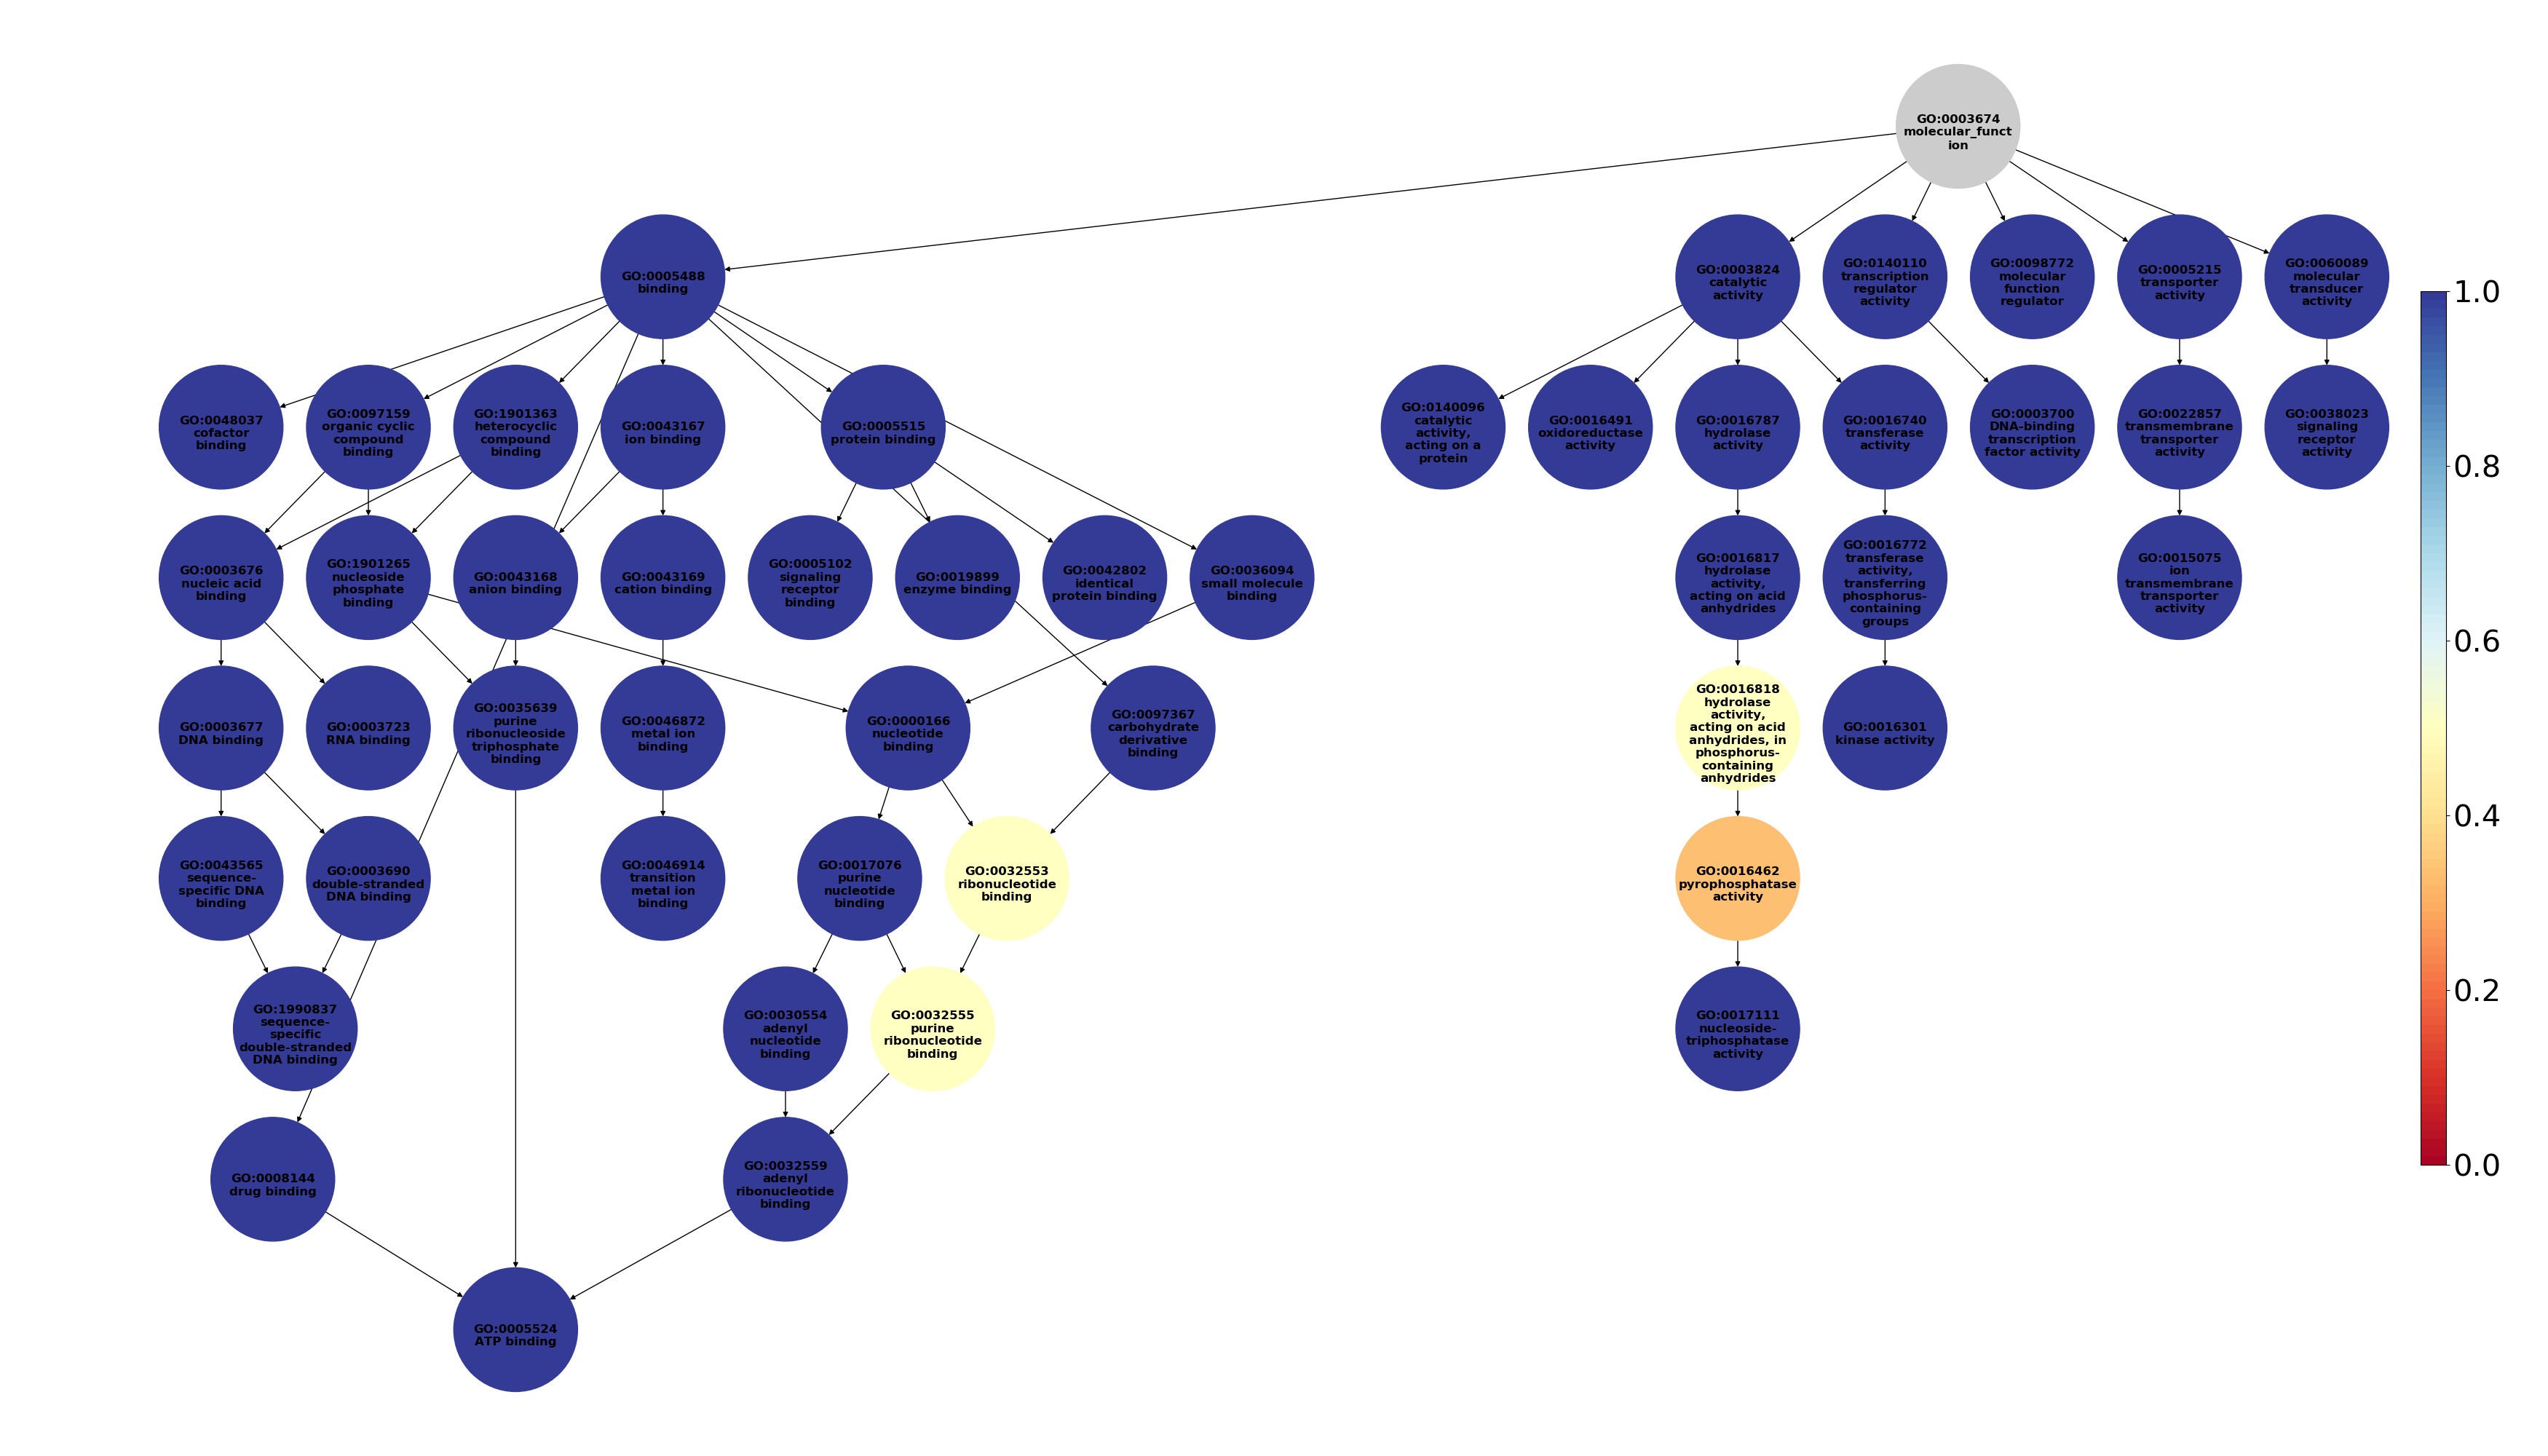 GO:0003674
molecular_funct
ion
GO:0005488
binding
GO:0003824
catalytic
activity
GO:0140110
transcription
regulator
activity
GO:0098772
molecular
function
regulator
GO:0005215
transporter
activity
GO:0060089
molecular
transducer
activity
GO:0048037
cofactor
binding
GO:0097159
organic cyclic
compound
binding
GO:1901363
heterocyclic
compound
binding
GO:0043167
ion binding
GO:0005515
protein binding
GO:0140096
catalytic
activity,
acting on a
protein
GO:0016491
oxidoreductase
activity
GO:0016787
hydrolase
activity
GO:0016740
transferase
activity
GO:0003700
DNA-binding
transcription
factor activity
GO:0022857
transmembrane
transporter
activity
GO:0038023
signaling
receptor
activity
GO:0003676
nucleic acid
binding
GO:1901265
nucleoside
phosphate
binding
GO:0043168
anion binding
GO:0043169
cation binding
GO:0005102
signaling
receptor
binding
GO:0019899
enzyme binding
GO:0042802
identical
protein binding
GO:0036094
small molecule
binding
GO:0016817
hydrolase
activity,
acting on acid
anhydrides
GO:0016772
transferase
activity,
transferring
phosphorus-
containing
groups
GO:0015075
ion
transmembrane
transporter
activity
GO:0003677
DNA binding
GO:0003723
RNA binding
GO:0035639
purine
ribonucleoside
triphosphate
binding
GO:0046872
metal ion
binding
GO:0000166
nucleotide
binding
GO:0097367
carbohydrate
derivative
binding
GO:0016818
hydrolase
activity,
acting on acid
anhydrides, in
phosphorus-
containing
anhydrides
GO:0016301
kinase activity
GO:0043565
sequence-
specific DNA
binding
GO:0003690
double-stranded
DNA binding
GO:0046914
transition
metal ion
binding
GO:0017076
purine
nucleotide
binding
GO:0032553
ribonucleotide
binding
GO:0016462
pyrophosphatase
activity
GO:1990837
sequence-
specific
double-stranded
DNA binding
GO:0030554
adenyl
nucleotide
binding
GO:0032555
purine
ribonucleotide
binding
GO:0017111
nucleoside-
triphosphatase
activity
GO:0008144
drug binding
GO:0032559
adenyl
ribonucleotide
binding
GO:0005524
ATP binding
1.0
0.8
0.6
0.4
0.2
0.0